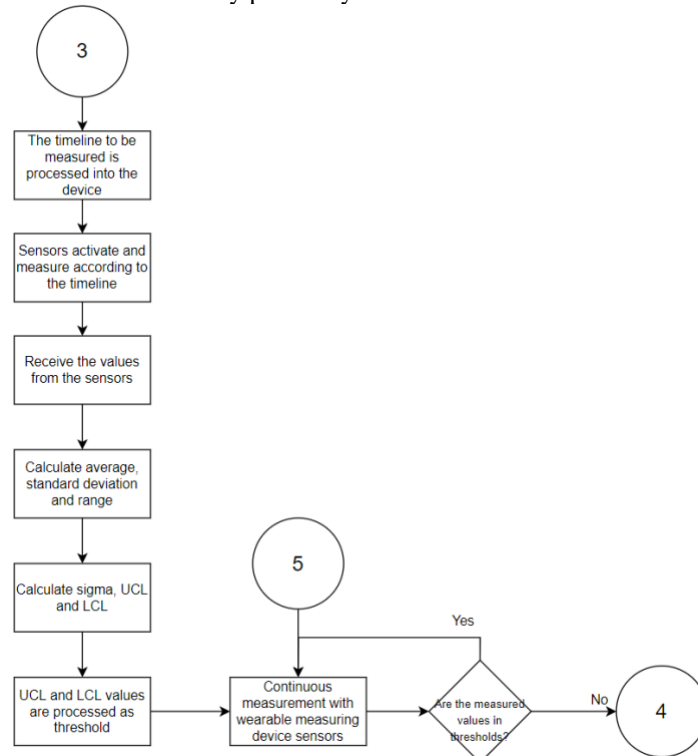 3
The timeline to be
measured is
processed into the
device
Sensors activate and
measure according to
the timeline
Receive the values
from the sensors
Calculate average,
standard deviation
and range
Calculate sigma, UCL
and LCL
UCL and LCL values
are processed as
threshold
5
Continuous
measurement with
wearable measuring
device sensors
Yes
Are the measured
values in
thresholds?
No
4